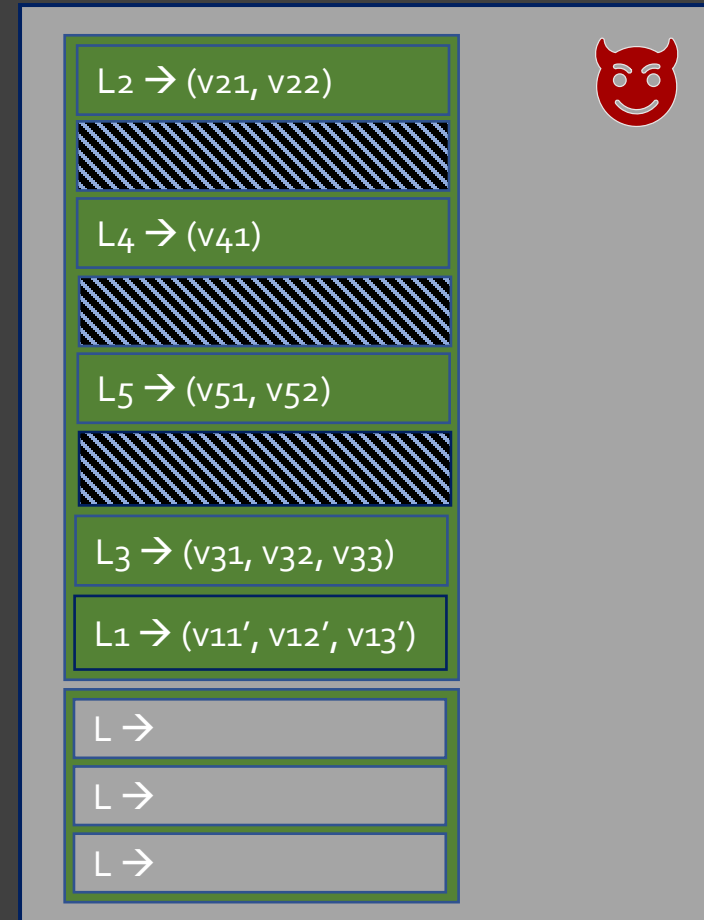 L2 → (v21, v22)
L4 → (v41)
L5 → (v51, v52)
L3 → (v31, v32, v33)
L1 → (v11’, v12’, v13’)
L →
L →
L →